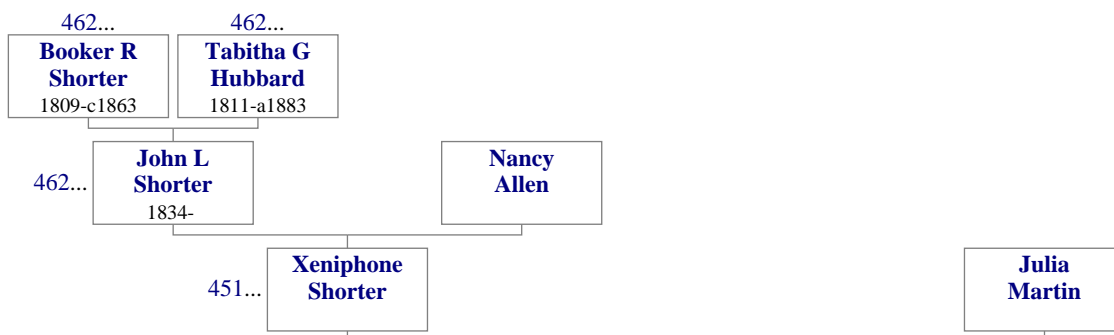 462...
462...
Booker R
Shorter
1809-c1863
Tabitha G
Hubbard
1811-a1883
462...
John L
Shorter
1834-
Nancy
Allen
451...
Xeniphone
Shorter
Julia
Martin